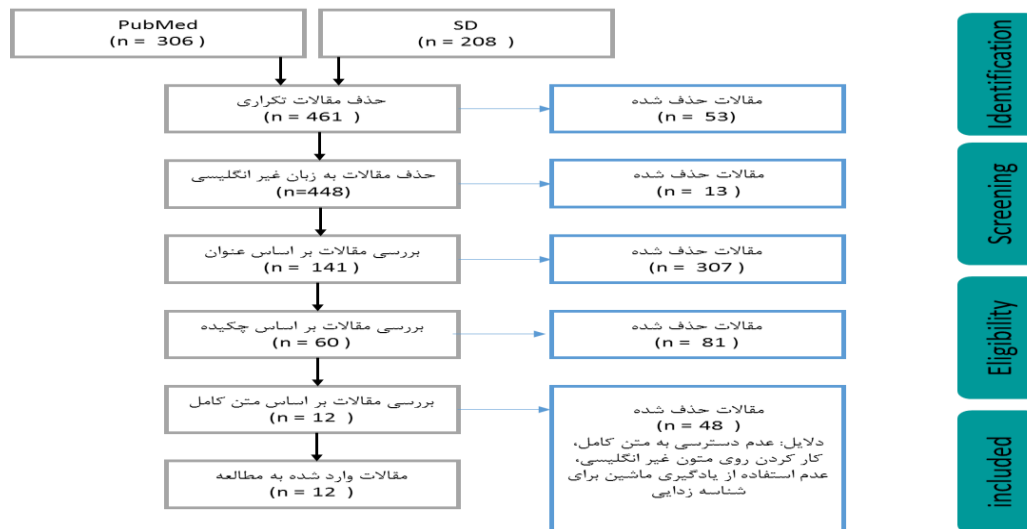 PubMed
(n = 306)
SD
(n = 208 )
حذف مقالات تکراری
(n = 461 )
مقالات حذف شده
(n = 53)
حذف مقالات به زبان غیر انگلیسی
(n=448)
مقالات حذف شده
(n = 13 )
بررسی مقالات بر اساس عنوان
(n = 141 )
مقالات حذف شده
(n = 307)
بررسی مقالات بر اساس چکیده
(n = 60 )
مقالات حذف شده
(n = 81 )
بررسی مقالات بر اساس متن کامل
(n = 12 )
مقالات حذف شده
(n = 48 )
دلایل: عدم دسترسی به متن کامل،
کار کردن روی متون غیر انگلیسی،
عدم استفاده از یادگیری ماشین برای
شناسه زدایی
مقالات وارد شده به مطالعه
(n = 12 )
Identification
Screening
Eligibility
included